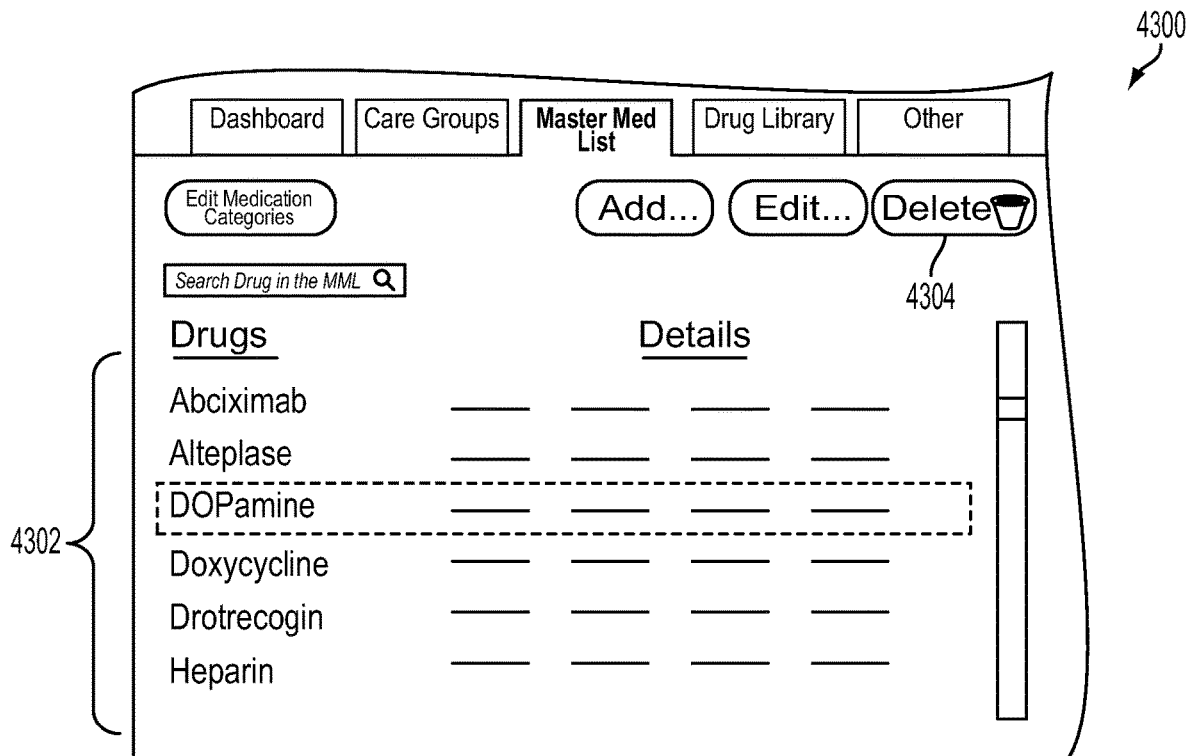 4300
Dashboard
Care Groups
Master Med
List
Drug Library
Other
Edit Medication
Categories
Add...
Edit...
Delete
Search Drug in the MML
4304
Drugs
Details
Abciximab
Alteplase
DOPamine
4302
Doxycycline
Drotrecogin
Heparin